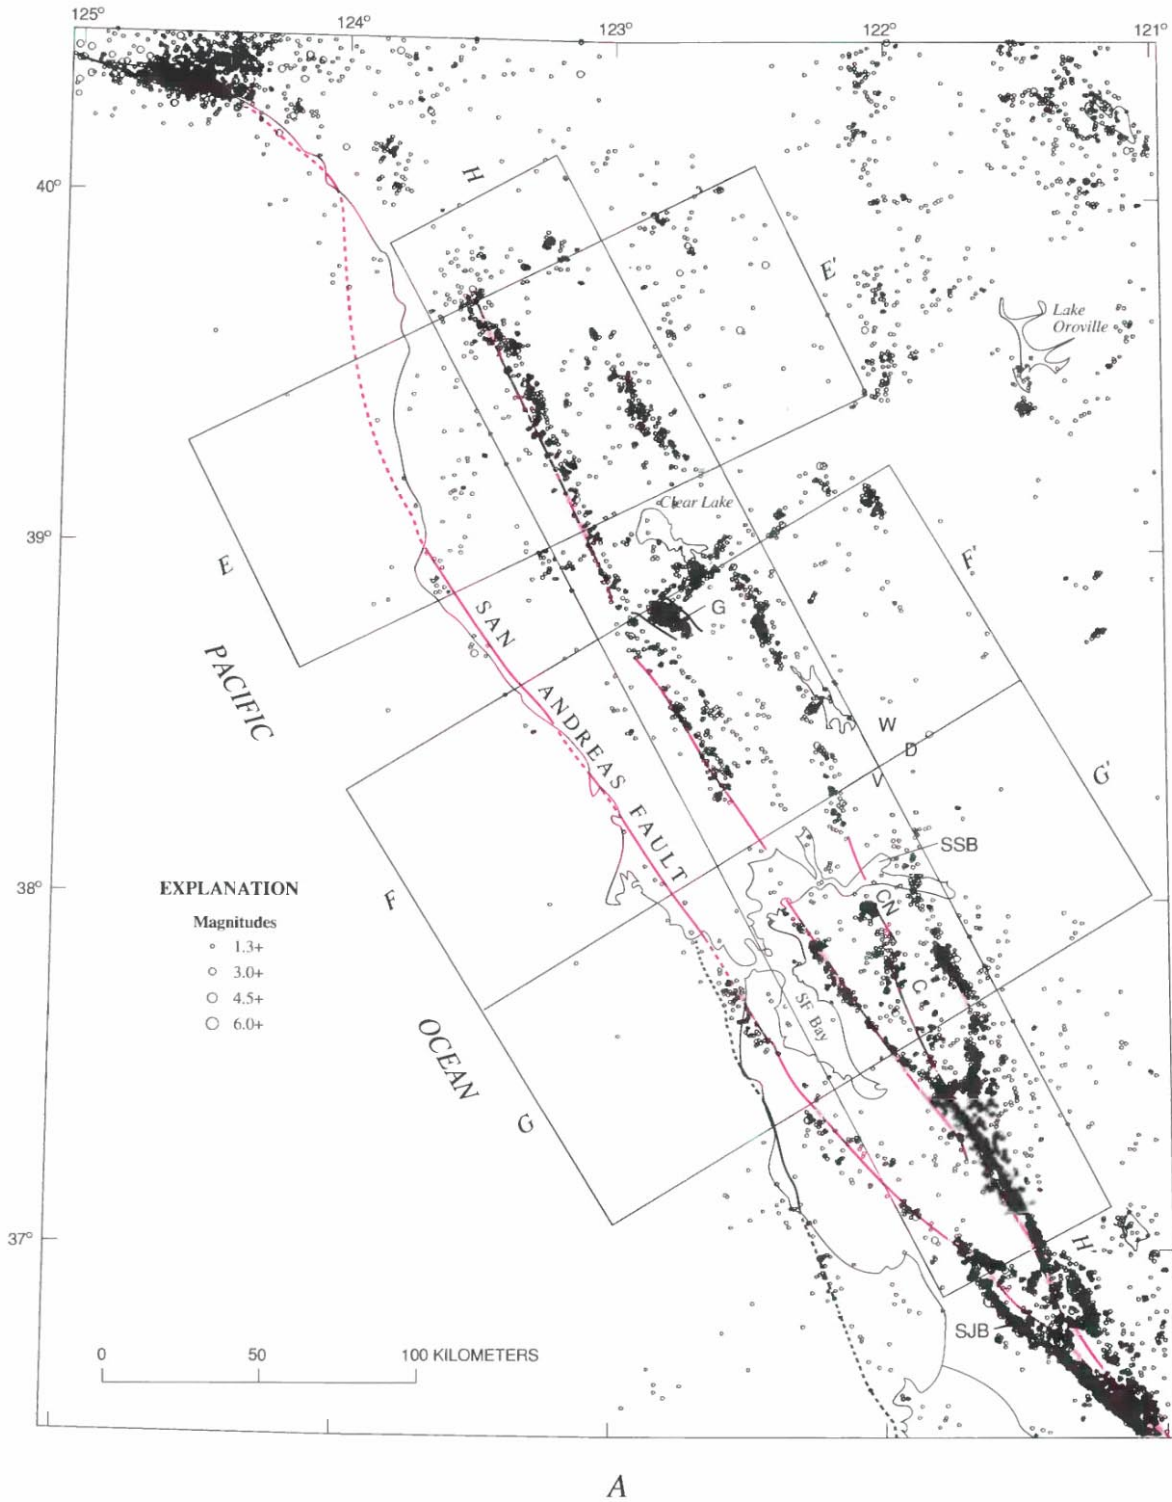 125° 124° 123° 122° 121°
40°
39°
38°
37°
H
E'
Lake
Oroville
Clear Lake
E
G
F'
SAN
PACIFIC
ANDREAS
FAULT
W
D
V
G'
SSB
EXPLANATION
Magnitudes
1.3+
3.0+
4.5+
6.0+
F
CN
C
SF Bay
OCEAN
G
H'
SJB
0 50 100 KILOMETERS
A